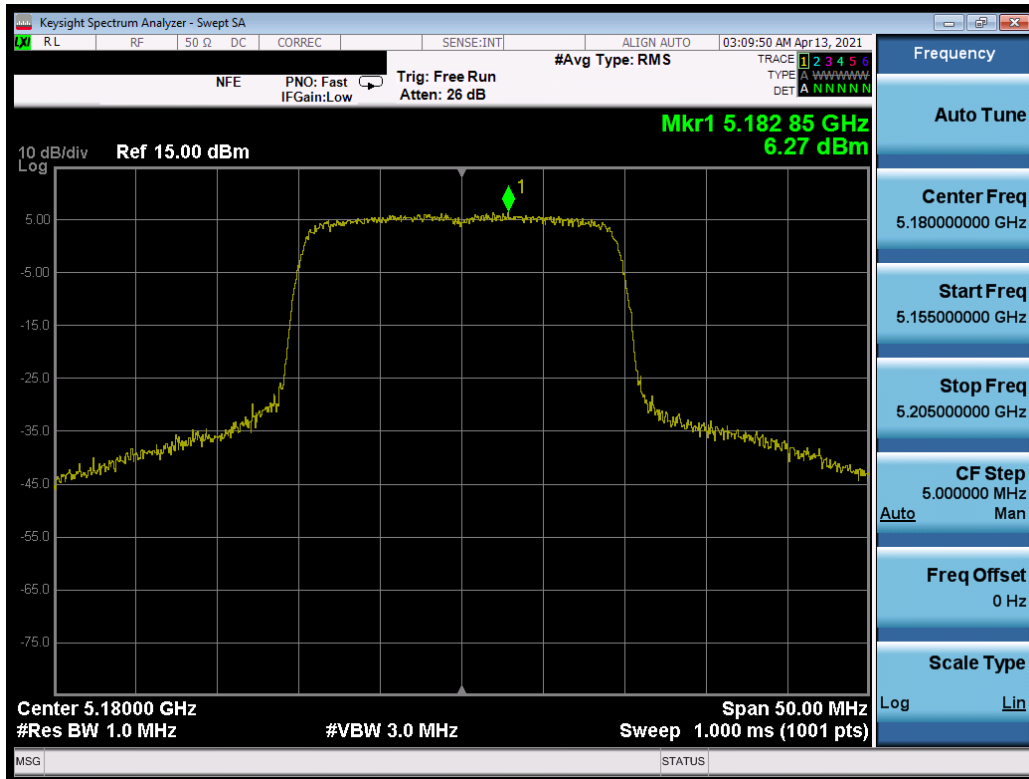 Keysight Spectrum Analyzer - Swept SA
LXI RL RF 50 Ω DC CORREC SENSE:INT ALIGN AUTO 03:09:50 AM Apr 13, 2021
NFE PNO: Fast Trig: Free Run #Avg Type: RMS TRACE 1 2 3 4 5 6
IFGain:Low Atten: 26 dB TYPE A WWWWW
DET A N N N N N
Mkr1 5.182 85 GHz
6.27 dBm
10 dB/div Ref 15.00 dBm
Log
1
5.00
-5.00
-15.0
-25.0
-35.0
-45.0
-55.0
-65.0
-75.0
Center 5.18000 GHz Span 50.00 MHz
#Res BW 1.0 MHz #VBW 3.0 MHz Sweep 1.000 ms (1001 pts)
MSG STATUS
Frequency
Auto Tune
Center Freq
5.180000000 GHz
Start Freq
5.155000000 GHz
Stop Freq
5.205000000 GHz
CF Step
5.000000 MHz
Auto Man
Freq Offset
0 Hz
Scale Type
Log Lin